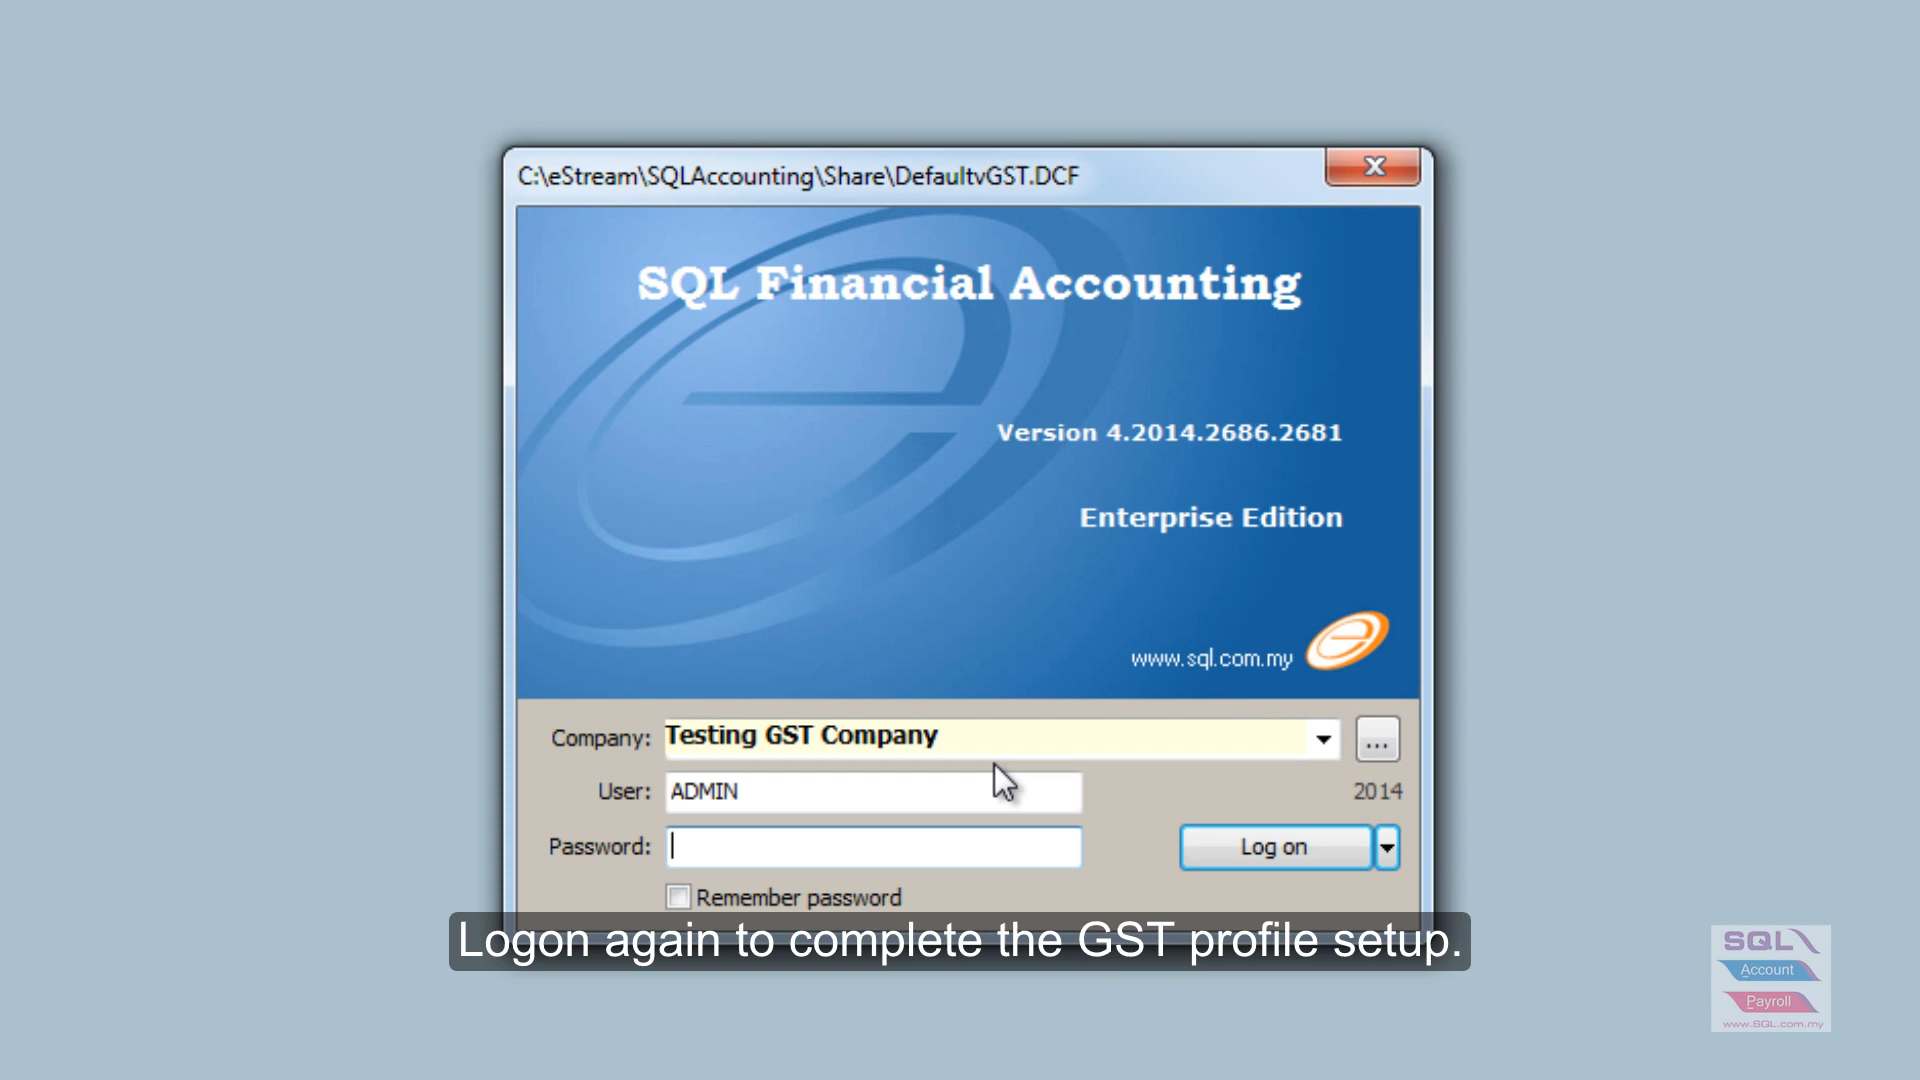 C:\eStream\SQLAccounting\Share\DefaultvGST.DCF
X
SQL Financial Accounting
Version 4.2014.2686.2681
Enterprise Edition
www.sql.com.my
Company: Testing GST Company ...
User: ADMIN 2014
Password: Log on
Remember password
Logon again to complete the GST profile setup.
SQL
Account
Payroll
www.SQL.com.my